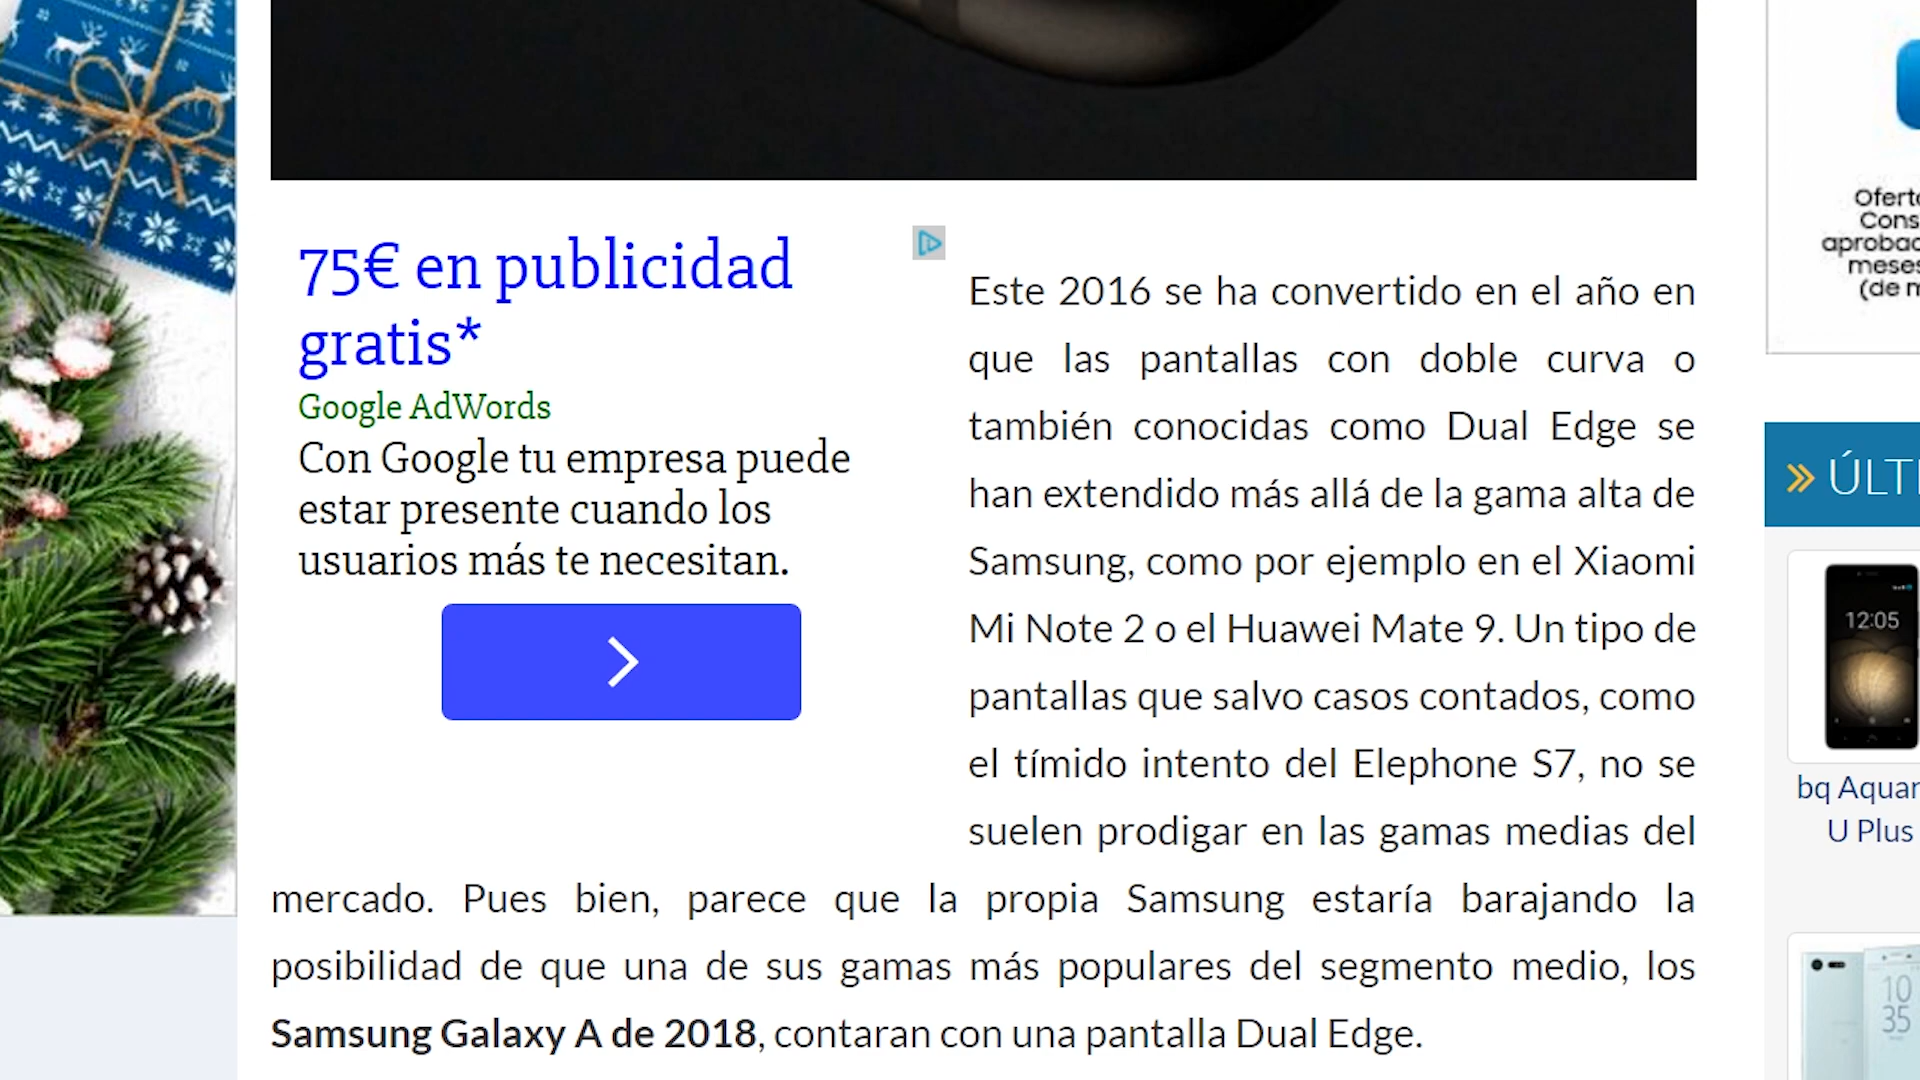 75€ en publicidad
gratis*
Google AdWords
Con Google tu empresa puede
estar presente cuando los
usuarios más te necesitan.
Este 2016 se ha convertido en el año en
que las pantallas con doble curva o
también conocidas como Dual Edge se
han extendido más allá de la gama alta de
Samsung, como por ejemplo en el Xiaomi
Mi Note 2 o el Huawei Mate 9. Un tipo de
pantallas que salvo casos contados, como
el tímido intento del Elephone S7, no se
suelen prodigar en las gamas medias del
mercado. Pues bien, parece que la propia Samsung estaría barajando la
posibilidad de que una de sus gamas más populares del segmento medio, los
Samsung Galaxy A de 2018, contaran con una pantalla Dual Edge.
(de
12:05
bq
U Plus
10
35